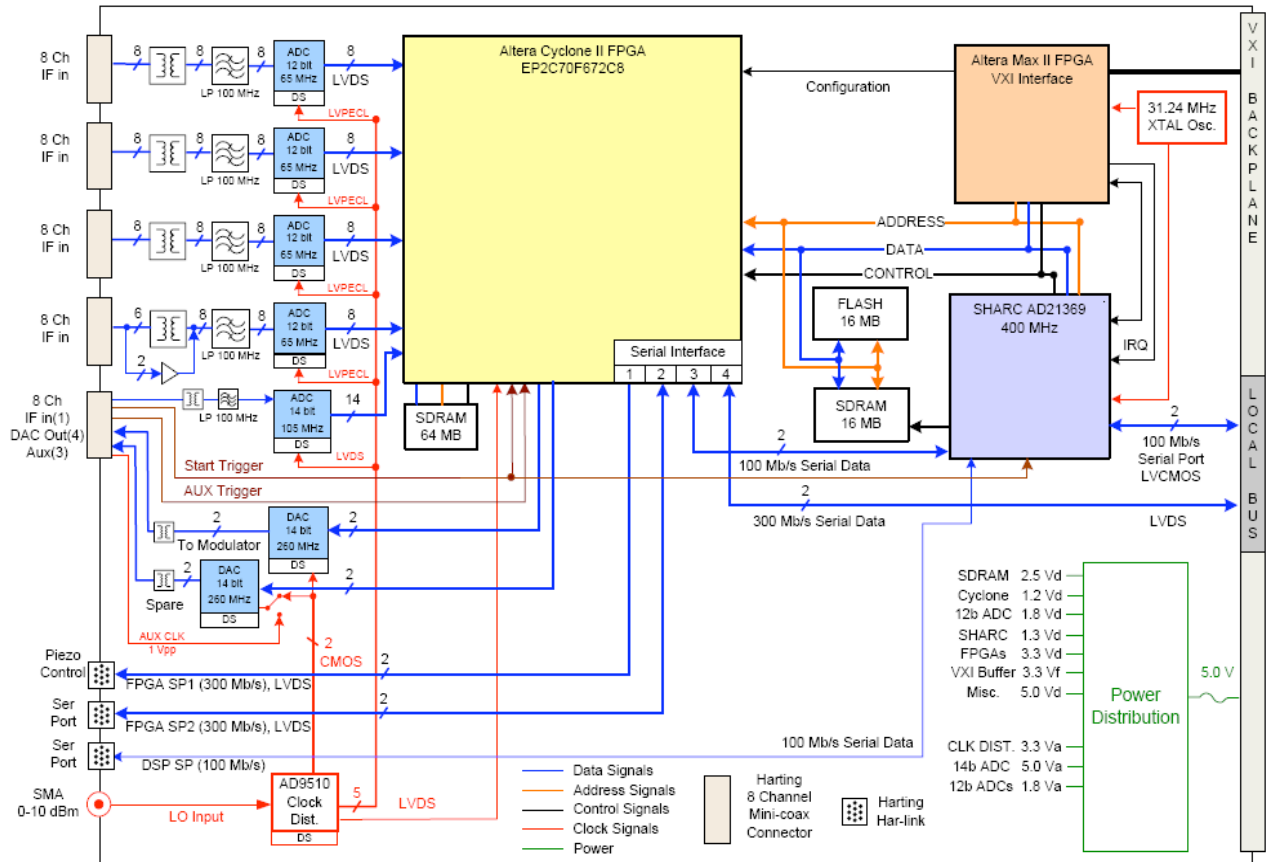 8 Ch
IF in
8
8
8
LP 100 MHz
ADC
12 bit
65 MHz
DS
8
LVDS
LVPECL
8 Ch
IF in
8
8
8
LP 100 MHz
ADC
12 bit
65 MHz
DS
8
LVDS
LVPECL
8 Ch
IF in
8
8
8
LP 100 MHz
ADC
12 bit
65 MHz
DS
8
LVDS
LVPECL
8 Ch
IF in
6
8
8
2
LP 100 MHz
ADC
12 bit
65 MHz
DS
8
LVDS
LVPECL
8 Ch
IF in(1)
DAC Out(4)
Aux(3)
LP 100 MHz
ADC
14 bit
105 MHz
DS
14
LVDS
Start Trigger
AUX Trigger
Altera Cyclone II FPGA
EP2C70F672C8
Serial Interface
1
2
3
4
SDRAM
64 MB
Configuration
Altera Max II FPGA
VXI Interface
31.24 MHz
XTAL Osc.
VXI BACKPLANE
ADDRESS
DATA
CONTROL
FLASH
16 MB
SDRAM
16 MB
SHARC AD21369
400 MHz
IRQ
LOCAL BUS
2
100 Mb/s
Serial Port
LVCMOS
2
100 Mb/s Serial Data
2
300 Mb/s Serial Data
LVDS
2
To Modulator
DAC
14 bit
260 MHz
DS
2
2
Spare
DAC
14 bit
260 MHz
DS
2
AUX CLK
1 Vpp
2
CMOS
Piezo
Control
2
FPGA SP1 (300 Mb/s), LVDS
Ser
Port
2
FPGA SP2 (300 Mb/s), LVDS
Ser
Port
DSP SP (100 Mb/s)
100 Mb/s Serial Data
SMA
0-10 dBm
LO Input
AD9510
Clock
Dist.
DS
5
LVDS
Data Signals
Address Signals
Control Signals
Clock Signals
Power
Harting
8 Channel
Mini-coax
Connector
Harting
Har-link
SDRAM 2.5 Vd
Cyclone 1.2 Vd
12b ADC 1.8 Vd
SHARC 1.3 Vd
FPGAs 3.3 Vd
VXI Buffer 3.3 Vf
Misc. 5.0 Vd
CLK DIST. 3.3 Va
14b ADC 5.0 Va
12b ADCs 1.8 Va
Power
Distribution
5.0 V